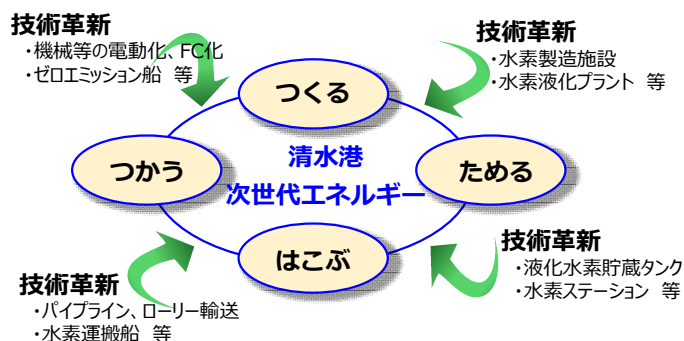 技術革新
・機械等の電動化、FC化
・ゼロエミッション船 等
技術革新
・水素製造施設
・水素液化プラント 等
つくる
つかう
清水港
次世代エネルギー
ためる
はこぶ
技術革新
・パイプライン、ローリー輸送
・水素運搬船 等
技術革新
・液化水素貯蔵タンク
・水素ステーション 等